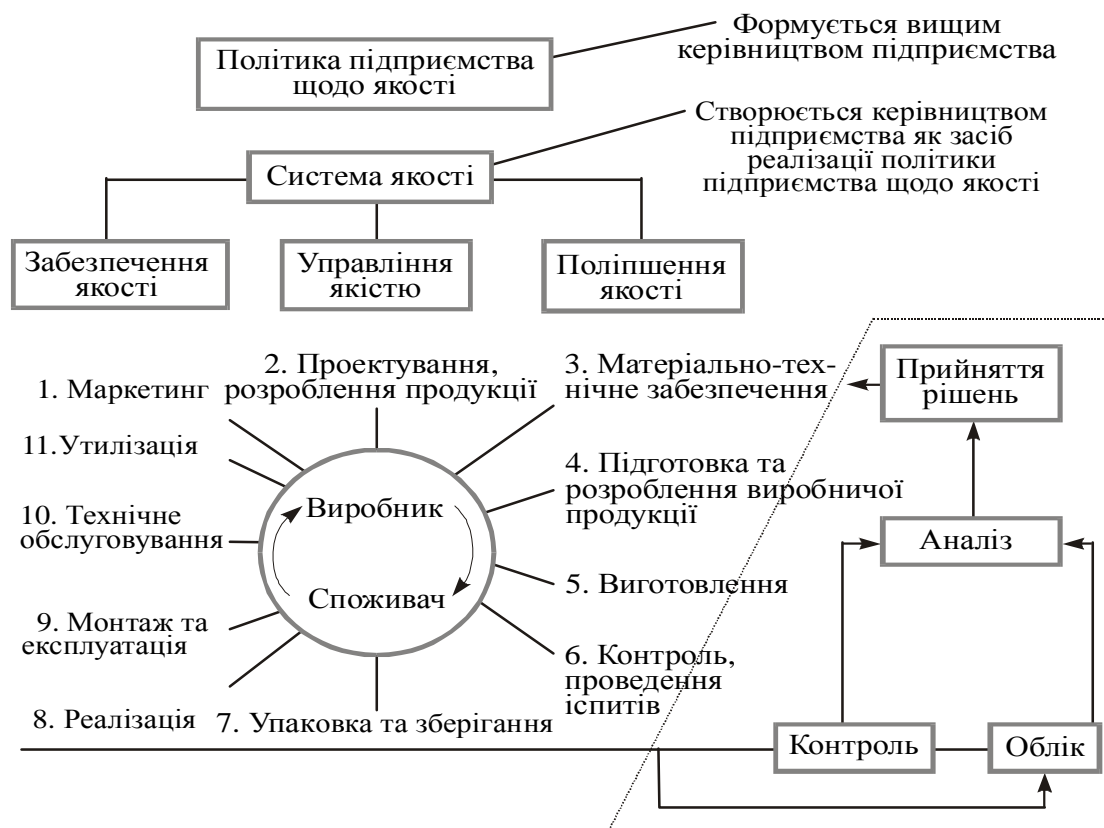 Формується вищим
керівництвом підприємства
Політика підприємства
щодо якості
Створюється керівництвом
підприємства як засіб
реалізації політики
підприємства щодо якості
Система якості
Забезпечення
якості
Управління
якістю
Поліпшення
якості
1. Маркетинг
2. Проектування,
розроблення продукції
3. Матеріально-тех-
нічне забезпечення
Прийняття
рішень
11.Утилізація
4. Підготовка та
розроблення виробничої
продукції
10. Технічне
обслуговування
Виробник
Споживач
Аналіз
5. Виготовлення
9. Монтаж та
експлуатація
6. Контроль,
проведення
іспитів
8. Реалізація
7. Упаковка та зберігання
Контроль
Облік